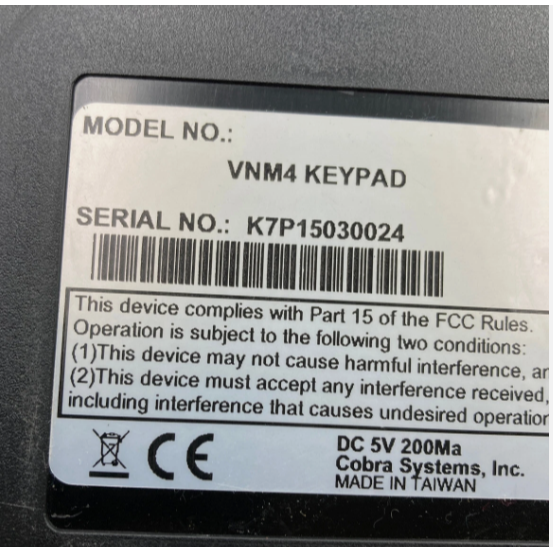 MODEL NO.:
VNM4 KEYPAD
SERIAL NO.: K7P15030024
This device complies with Part 15 of the FCC Rules.
Operation is subject to the following two conditions:
(1)This device may not cause harmful interference,
(2)This device must accept any interference received,
including interference that causes undesired
DC 5V 200Ma
Cobra Systems, Inc.
MADE IN TAIWAN
CE